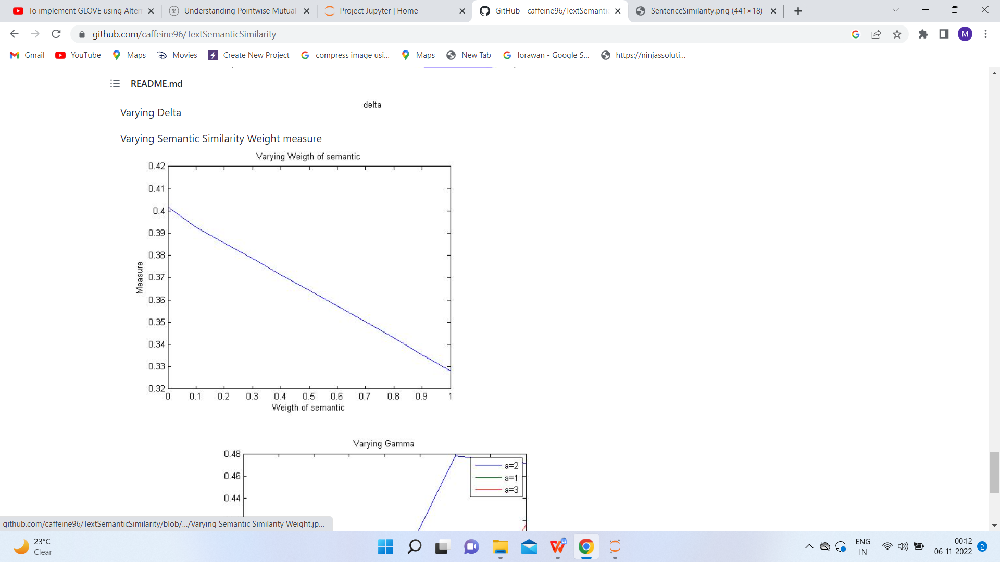 To implement GLOVE using Alter
Understanding Pointwise Mutual
Project Jupyter | Home
GitHub - caffeine96/TextSemantic
SentenceSimilarity.png (441×18)
github.com/caffeine96/TextSemanticSimilarity
M
Gmail
YouTube
Maps
Movies
Create New Project
compress image usi...
Maps
New Tab
lorawan - Google S...
https://ninjassoluti...
README.md
delta
Varying Delta
Varying Semantic Similarity Weight measure
Varying Weigth of semantic
0.42
0.41
0.4
0.39
0.38
0.37
0.36
0.35
0.34
0.33
0.32
Measure
0 0.1 0.2 0.3 0.4 0.5 0.6 0.7 0.8 0.9 1
Weigth of semantic
Varying Gamma
0.48
0.46
0.44
a=2
a=1
a=3
github.com/caffeine96/TextSemanticSimilarity/blob/.../Varying Semantic Similarity Weight.jp...
23°C
Clear
ENG
IN
00:12
06-11-2022
2